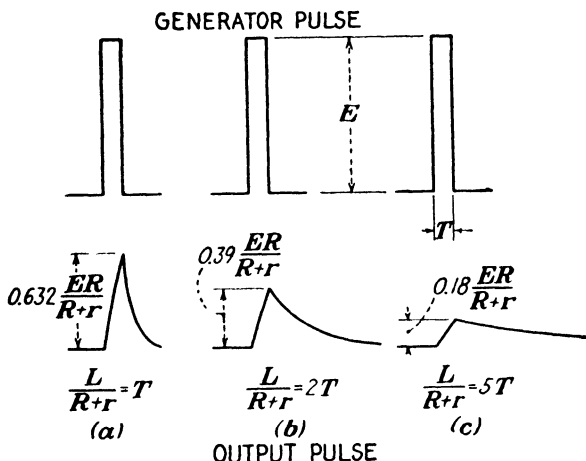 GENERATOR PULSE
E
T
0.632 ER/R+r
0.39 ER/R+r
0.18 ER/R+r
L/R+r = T
L/R+r = 2T
L/R+r = 5T
(a)
(b)
(c)
OUTPUT PULSE